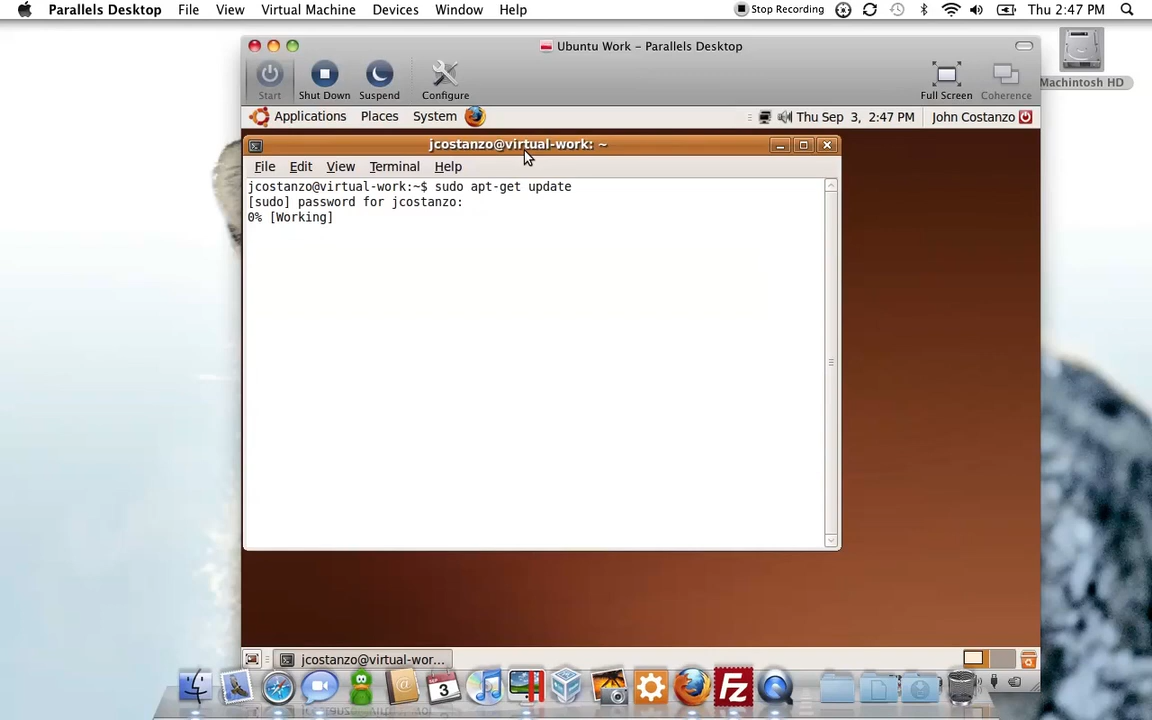 Parallels Desktop File View Virtual Machine Devices Window Help Stop Recording Thu 2:47 PM
Ubuntu Work - Parallels Desktop
Macintosh HD
Start Shut Down Suspend Configure Full Screen Coherence
Applications Places System Thu Sep 3, 2:47 PM John Costanzo
jcostanzo@virtual-work: ~
File Edit View Terminal Help
jcostanzo@virtual-work:~$ sudo apt-get update
[sudo] password for jcostanzo:
0% [Working]
jcostanzo@virtual-wor...
3
Fz